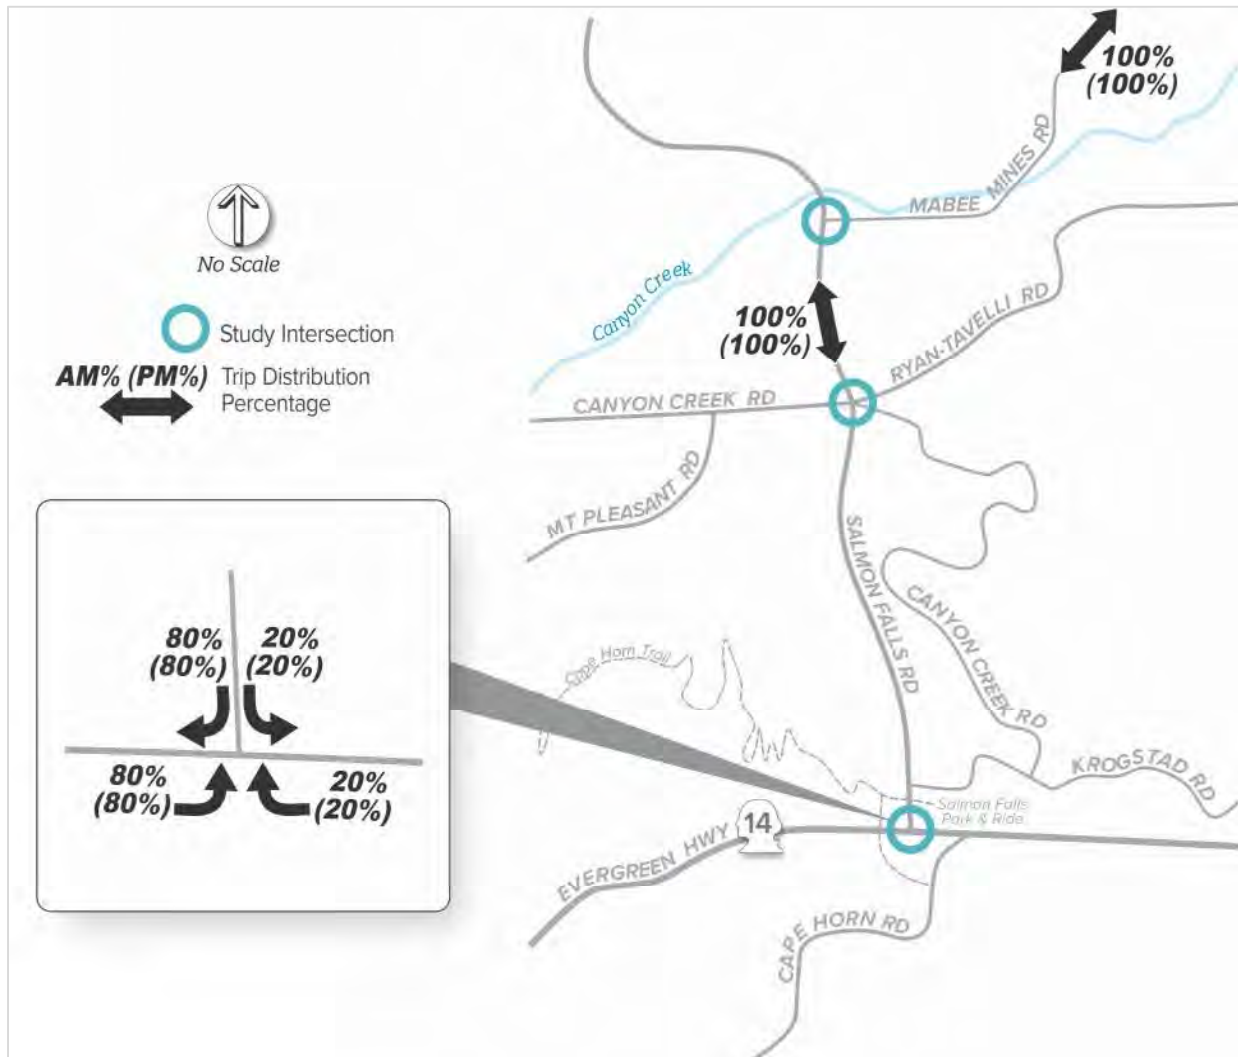 100%
(100%)
MABEE MINES RD
No Scale
Canyon Creek
Study Intersection
100%
(100%)
RYAN-TAVELLI RD
AM% (PM%) Trip Distribution
Percentage
CANYON CREEK RD
MT PLEASANT RD
SALMON FALLS RD
CANYON CREEK RD
80%
(80%)
20%
(20%)
Cape Horn Trail
80%
(80%)
20%
(20%)
KROGSTAD RD
Salmon Falls
Park & Ride
14
EVERGREEN HWY
CAPE HORN RD